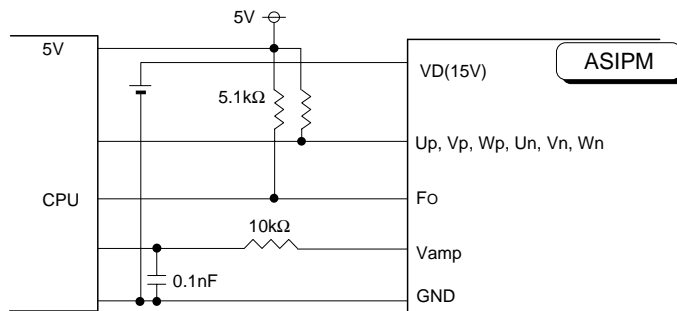 5V
5V
ASIPM
VD(15V)
5.1kΩ
Up, Vp, Wp, Un, Vn, Wn
CPU
FO
10kΩ
Vamp
0.1nF
GND